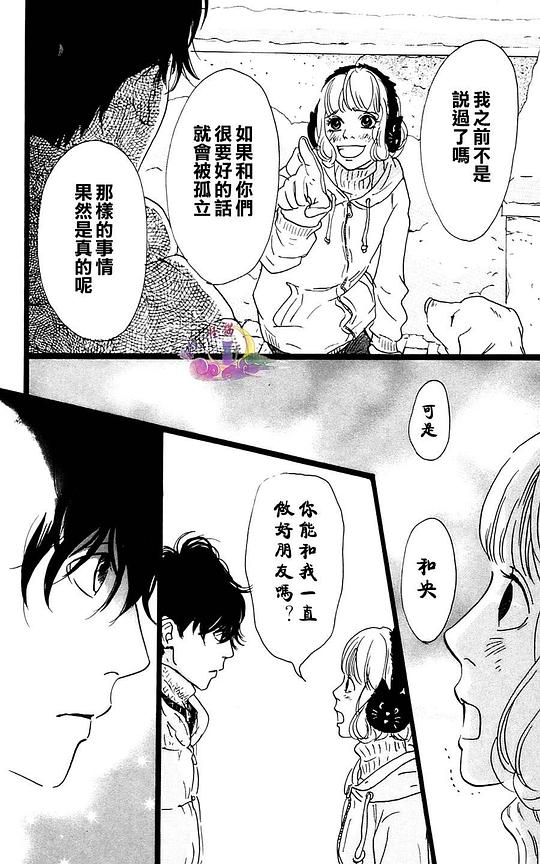 我之前不是
說過了嗎
如果和你們
很要好的話
就會被孤立
那樣的事情
果然是真的呢
可是
和央
你能和我一直
做好朋友嗎？